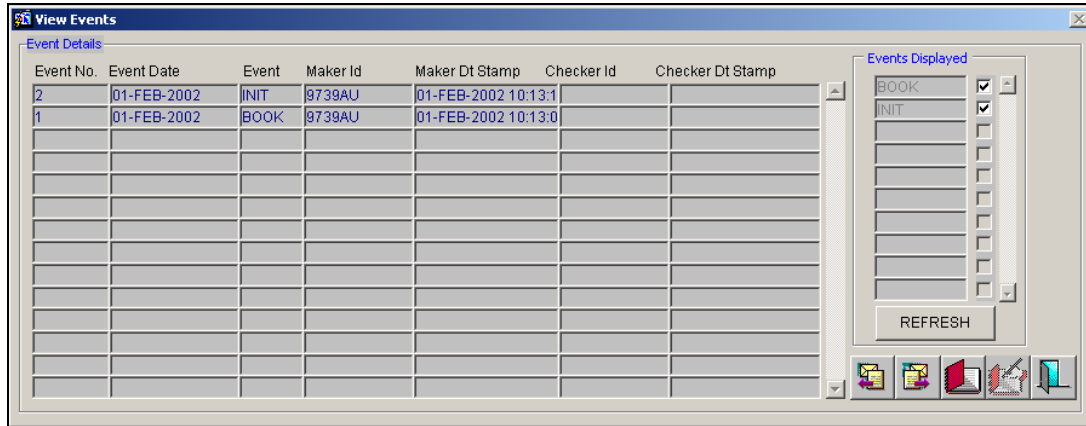 View Events
Event Details
Event No. Event Date Event Maker Id Maker Dt Stamp Checker Id Checker Dt Stamp
2 01-FEB-2002 INIT 9739AU 01-FEB-2002 10:13:1
1 01-FEB-2002 BOOK 9739AU 01-FEB-2002 10:13:0
Events Displayed
BOOK
INIT
REFRESH